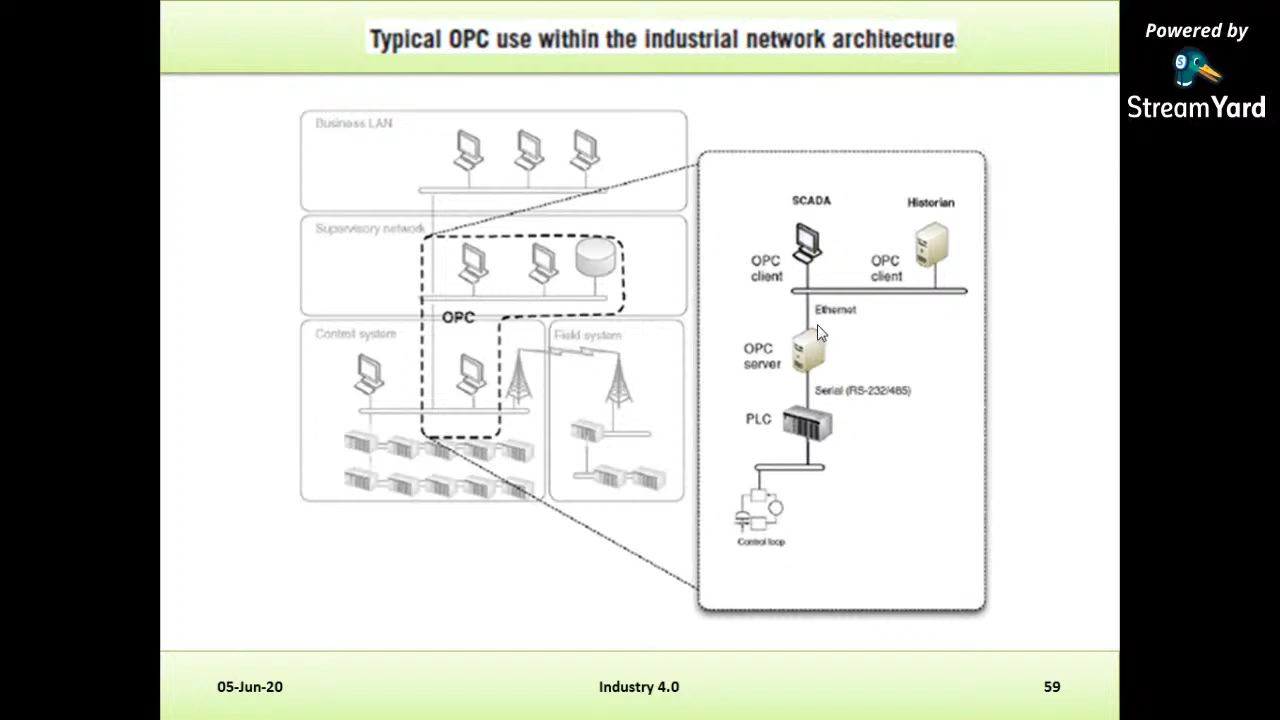 Typical OPC use within the industrial network architecture.
Powered by
StreamYard
Business LAN
Supervisory network
OPC
Control system
Field system
SCADA
Historian
OPC
client
OPC
client
Ethernet
OPC
server
Serial (RS-232/485)
PLC
Control loop
05-Jun-20
Industry 4.0
59